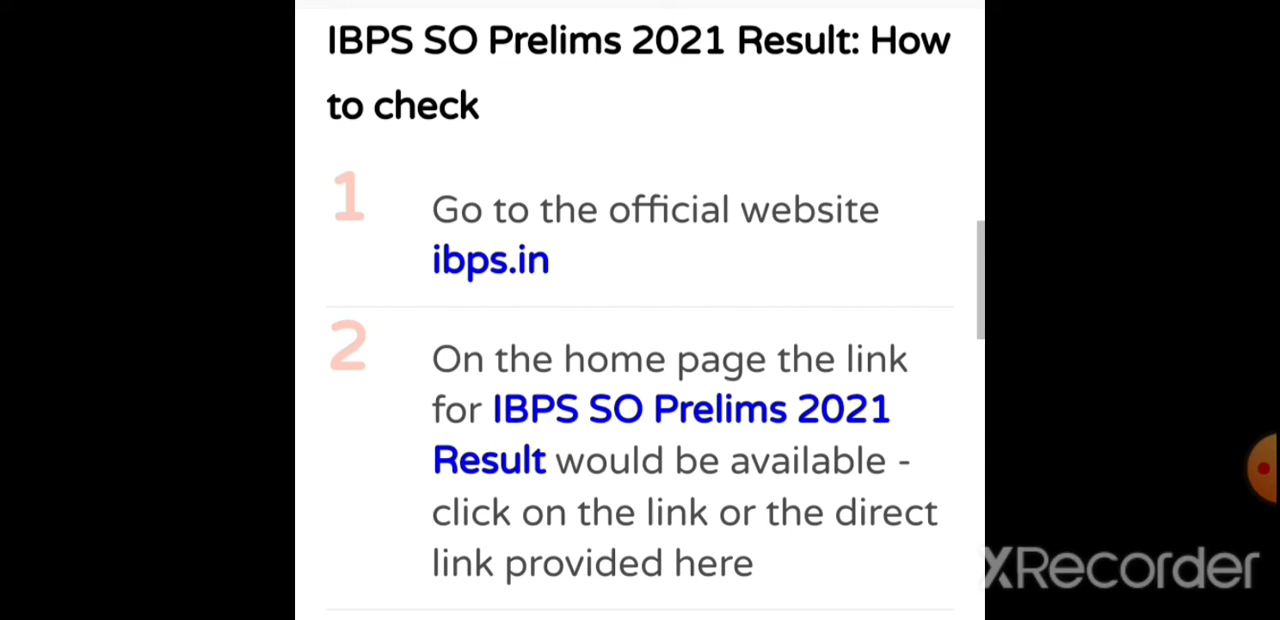 IBPS SO Prelims 2021 Result: How
to check
1
Go to the official website
ibps.in
2
On the home page the link
for IBPS SO Prelims 2021
Result would be available -
click on the link or the direct
link provided here
XRecorder